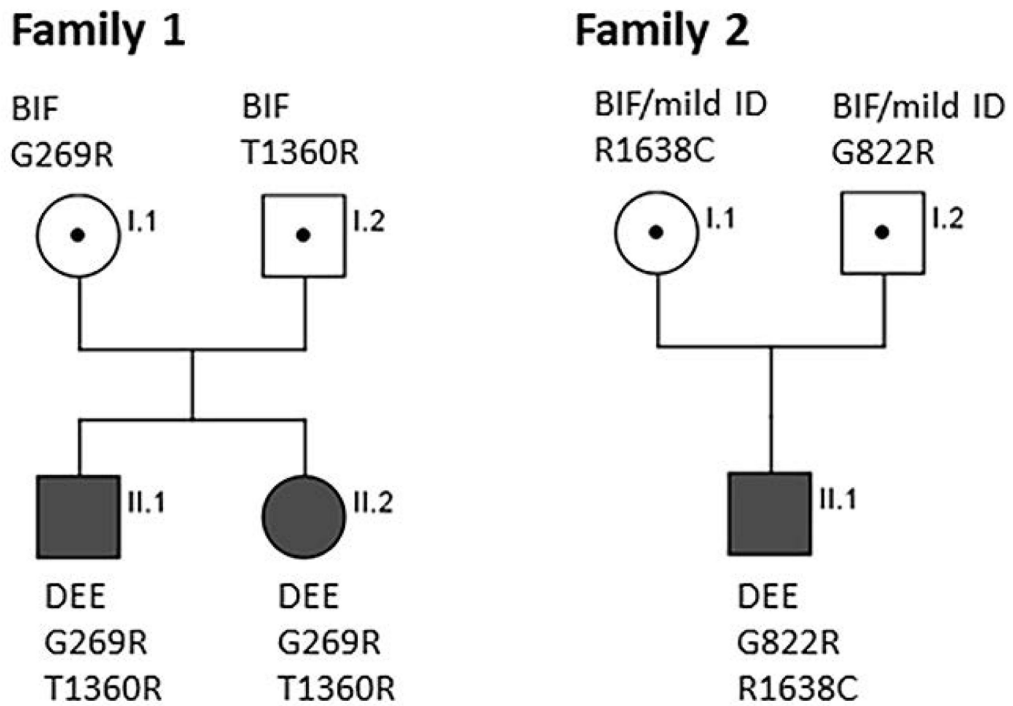 Family 1
BIF
G269R
BIF
T1360R
I.1
I.2
II.1
II.2
DEE
G269R
T1360R
DEE
G269R
T1360R
Family 2
BIF/mild ID
R1638C
BIF/mild ID
G822R
I.1
I.2
II.1
DEE
G822R
R1638C